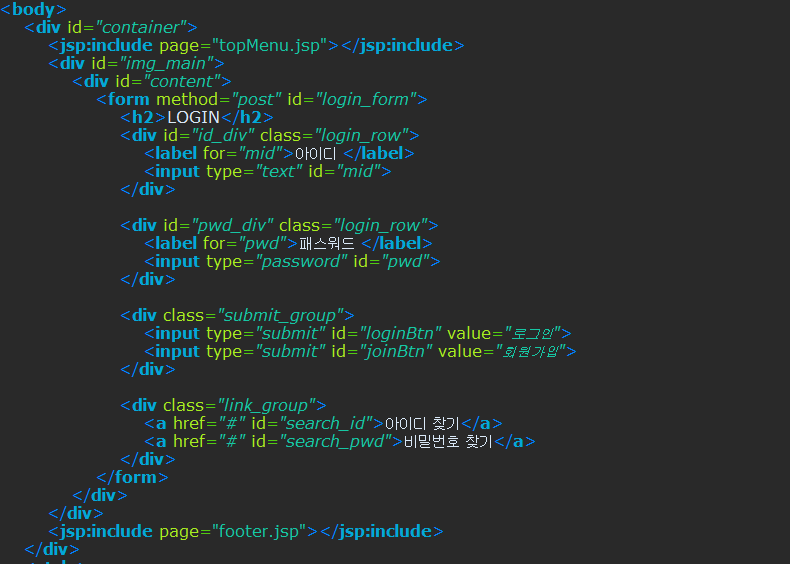 <body>
<div id="container">
<jsp:include page="topMenu.jsp"></jsp:include>
<div id="img_main">
<div id="content">
<form method="post" id="login_form">
<h2>LOGIN</h2>
<div id="id_div" class="login_row">
<label for="mid">아이디 </label>
<input type="text" id="mid">
</div>
<div id="pwd_div" class="login_row">
<label for="pwd">패스워드 </label>
<input type="password" id="pwd">
</div>
<div class="submit_group">
<input type="submit" id="loginBtn" value="로그인">
<input type="submit" id="joinBtn" value="회원가입">
</div>
<div class="link_group">
<a href="#" id="search_id">아이디 찾기</a>
<a href="#" id="search_pwd">비밀번호 찾기</a>
</div>
</form>
</div>
</div>
<jsp:include page="footer.jsp"></jsp:include>
</div>